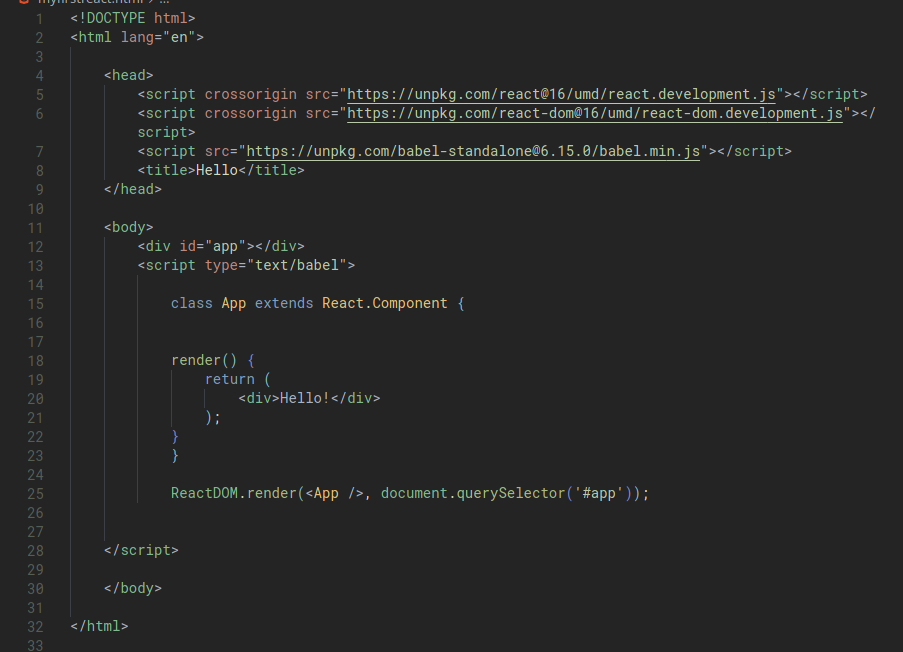 myfirstreact.html > ...
1 <!DOCTYPE html>
2 <html lang="en">
3
4 <head>
5 <script crossorigin src="https://unpkg.com/react@16/umd/react.development.js"></script>
6 <script crossorigin src="https://unpkg.com/react-dom@16/umd/react-dom.development.js"></
script>
7 <script src="https://unpkg.com/babel-standalone@6.15.0/babel.min.js"></script>
8 <title>Hello</title>
9 </head>
10
11 <body>
12 <div id="app"></div>
13 <script type="text/babel">
14
15 class App extends React.Component {
16
17
18 render() {
19 return (
20 <div>Hello!</div>
21 );
22 }
23 }
24
25 ReactDOM.render(<App />, document.querySelector('#app'));
26
27
28 </script>
29
30 </body>
31
32 </html>
33